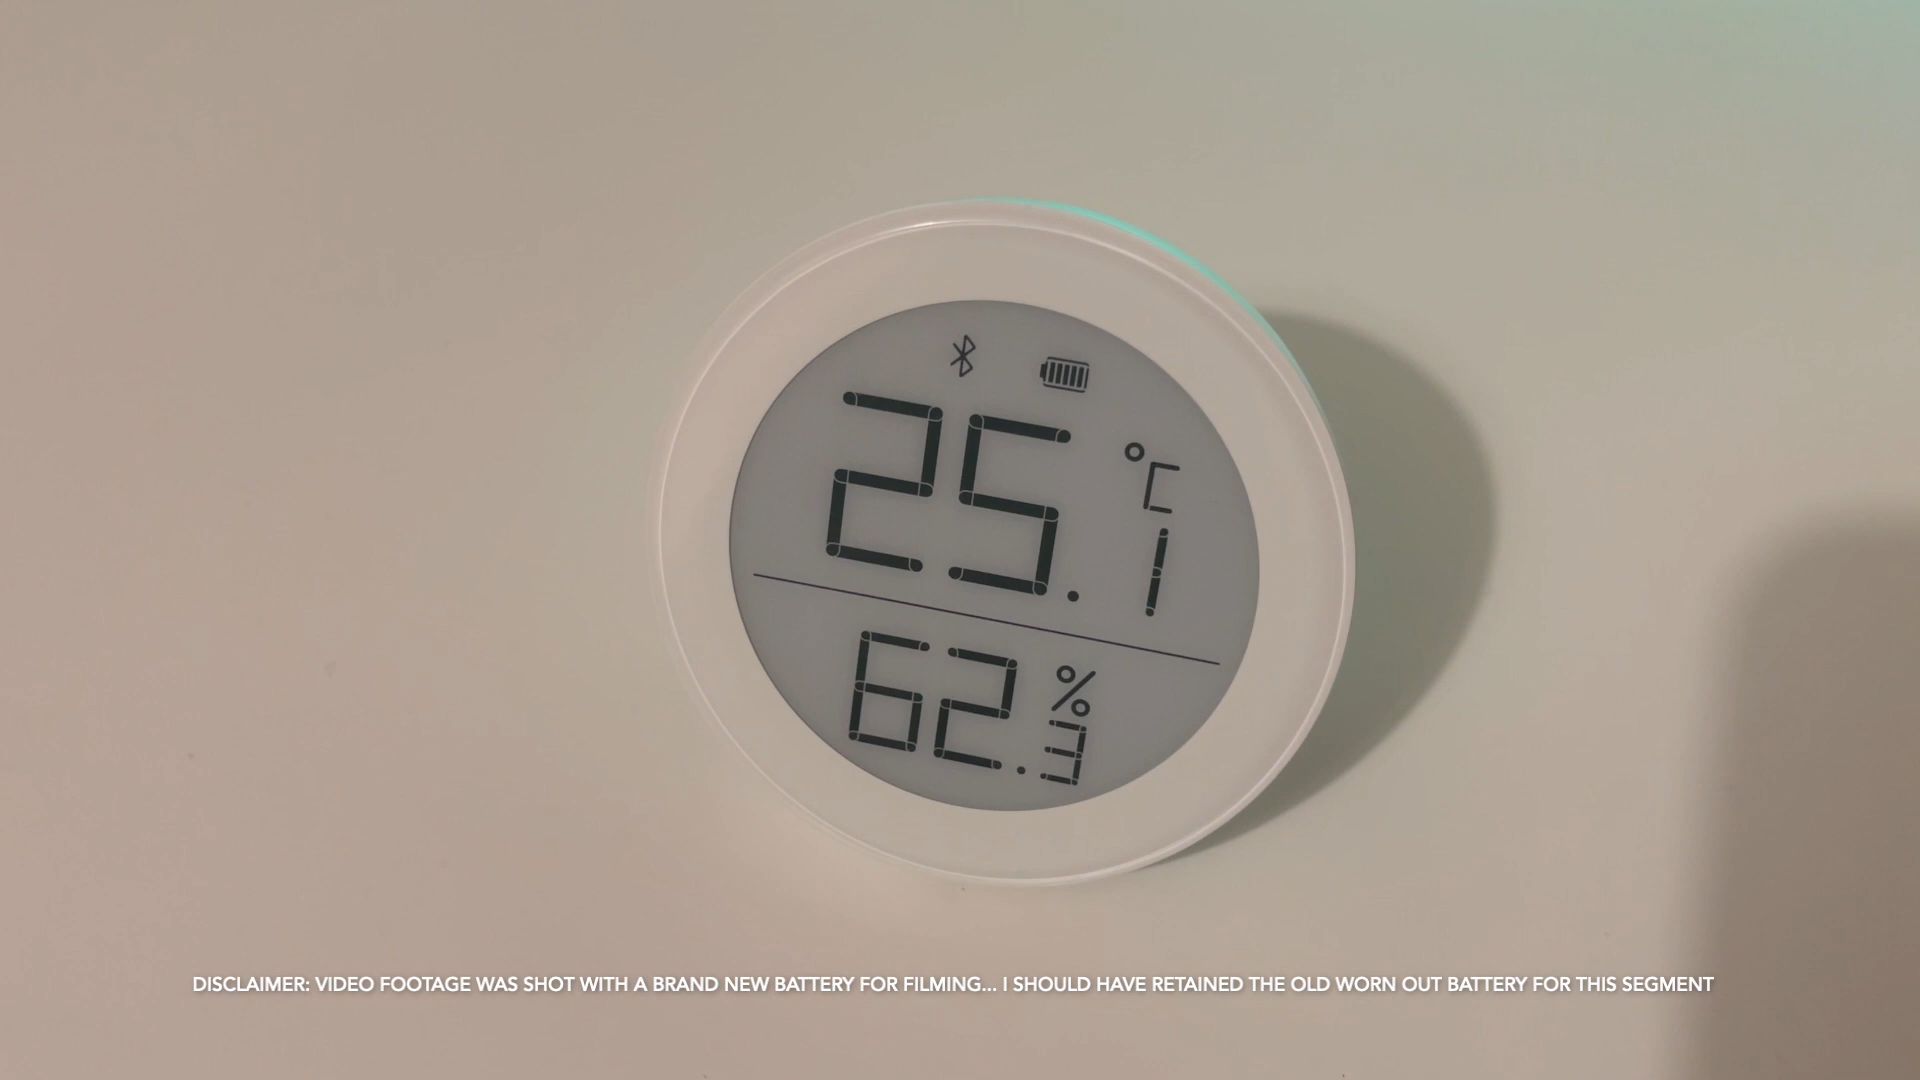 25.1 °C
62.3 %
DISCLAIMER: VIDEO FOOTAGE WAS SHOT WITH A BRAND NEW BATTERY FOR FILMING... I SHOULD HAVE RETAINED THE OLD WORN OUT BATTERY FOR THIS SEGMENT